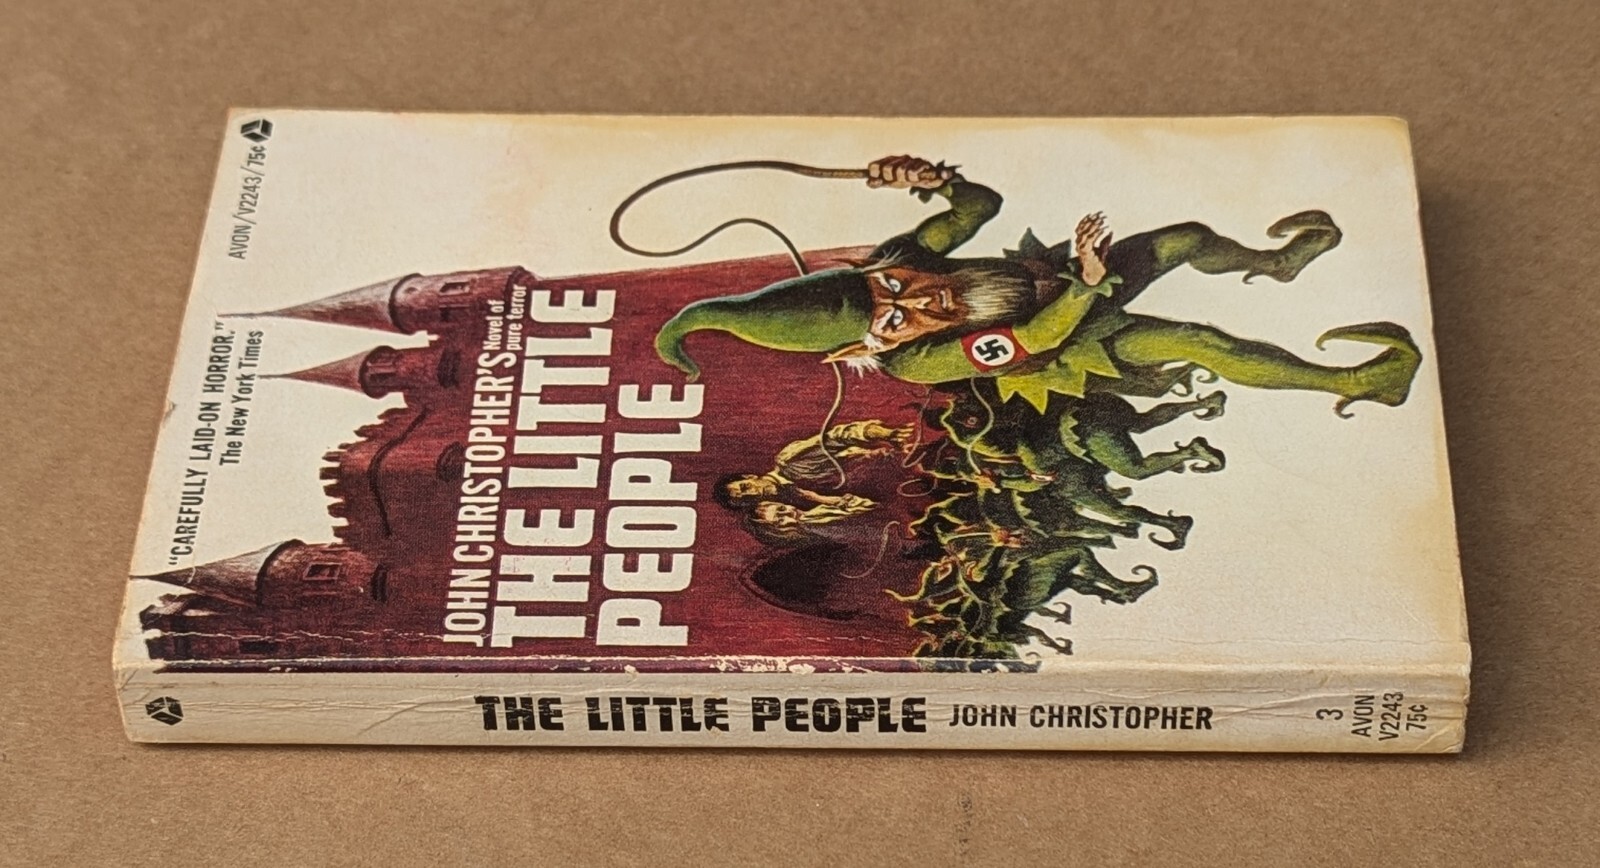 AVON/V2243/75¢
"CAREFULLY LAID-ON HORROR."
The New York Times
JOHN CHRISTOPHER'S
Novel of
pure terror
THE LITTLE
PEOPLE
THE LITTLE PEOPLE JOHN CHRISTOPHER
3
AVON
V2243
75¢